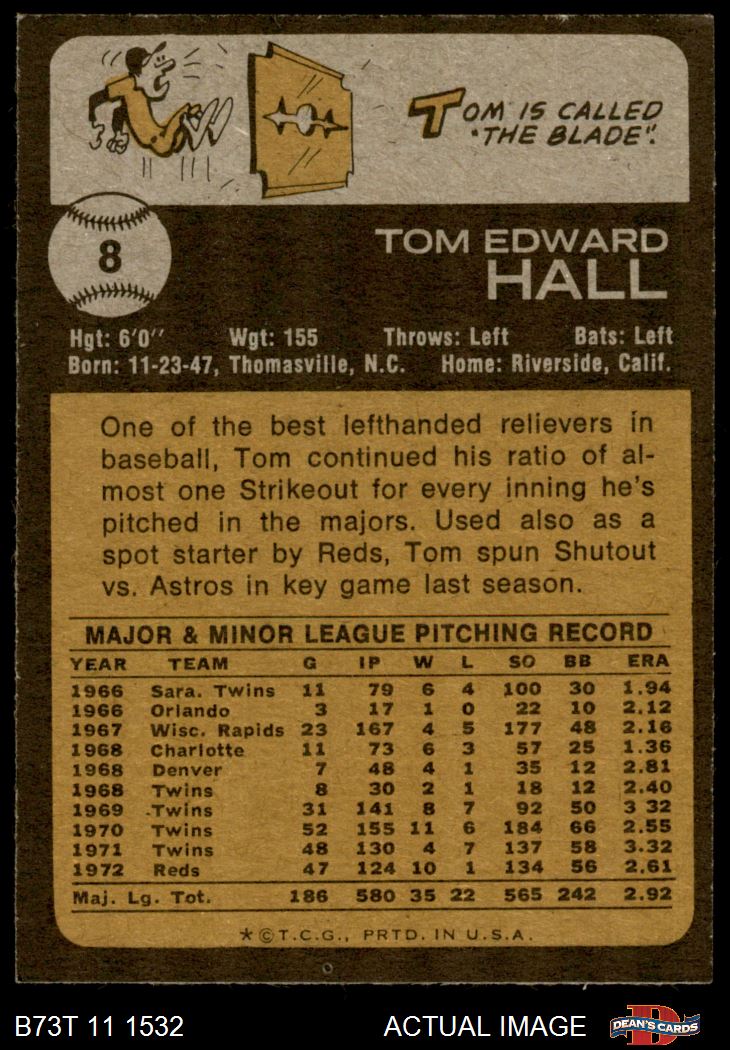 TOM IS CALLED
"THE BLADE".
8
TOM EDWARD
HALL
Hgt: 6'0" Wgt: 155 Throws: Left Bats: Left
Born: 11-23-47, Thomasville, N.C. Home: Riverside, Calif.
One of the best lefthanded relievers in
baseball, Tom continued his ratio of al-
most one Strikeout for every inning he's
pitched in the majors. Used also as a
spot starter by Reds, Tom spun Shutout
vs. Astros in key game last season.
MAJOR & MINOR LEAGUE PITCHING RECORD
YEAR TEAM G IP W L SO BB ERA
1966 Sara. Twins 11 79 6 4 100 30 1.94
1966 Orlando 3 17 1 0 22 10 2.12
1967 Wisc. Rapids 23 167 4 5 177 48 2.16
1968 Charlotte 11 73 6 3 57 25 1.36
1968 Denver 7 48 4 1 35 12 2.81
1968 Twins 8 30 2 1 18 12 2.40
1969 Twins 31 141 8 7 92 50 3 32
1970 Twins 52 155 11 6 184 66 2.55
1971 Twins 48 130 4 7 137 58 3.32
1972 Reds 47 124 10 1 134 56 2.61
Maj. Lg. Tot. 186 580 35 22 565 242 2.92
*©T.C.G., PRTD. IN U.S.A.
B73T 11 1532 ACTUAL IMAGE DEAN'S CARDS